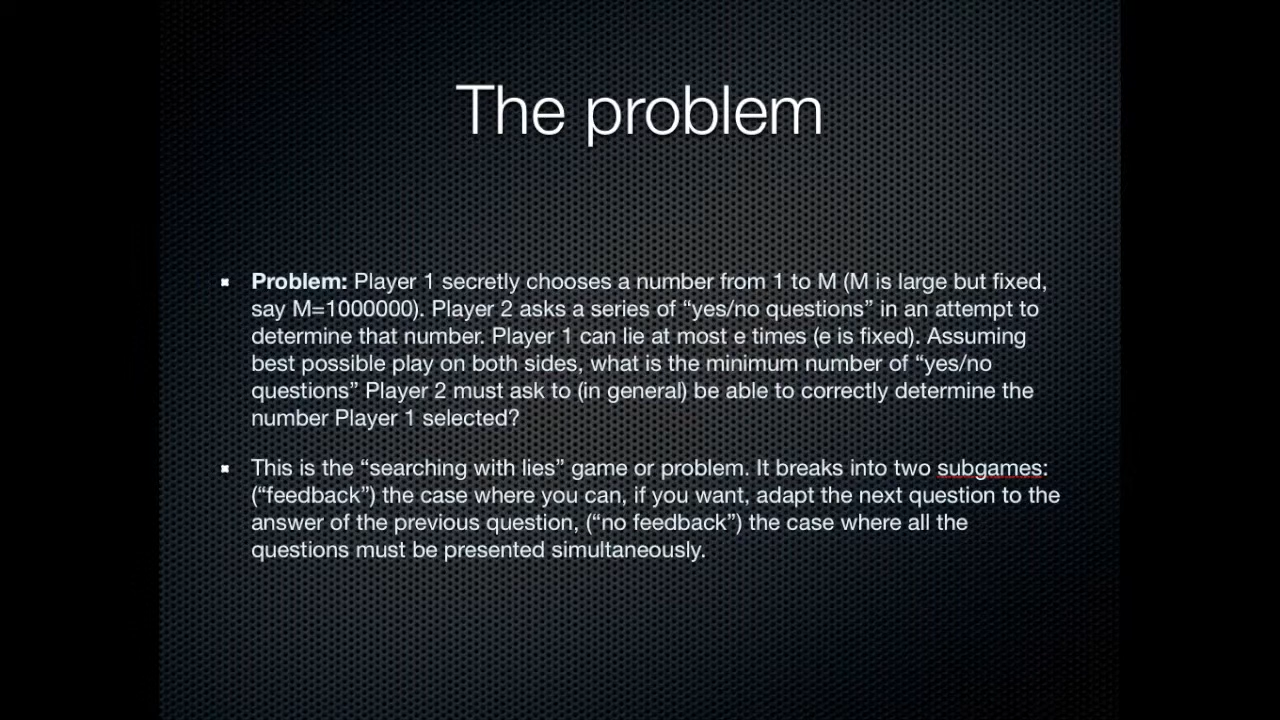 The problem
Problem: Player 1 secretly chooses a number from 1 to M (M is large but fixed,
say M=1000000). Player 2 asks a series of “yes/no questions” in an attempt to
determine that number. Player 1 can lie at most e times (e is fixed). Assuming
best possible play on both sides, what is the minimum number of “yes/no
questions” Player 2 must ask to (in general) be able to correctly determine the
number Player 1 selected?
This is the “searching with lies” game or problem. It breaks into two subgames:
(“feedback”) the case where you can, if you want, adapt the next question to the
answer of the previous question, (“no feedback”) the case where all the
questions must be presented simultaneously.